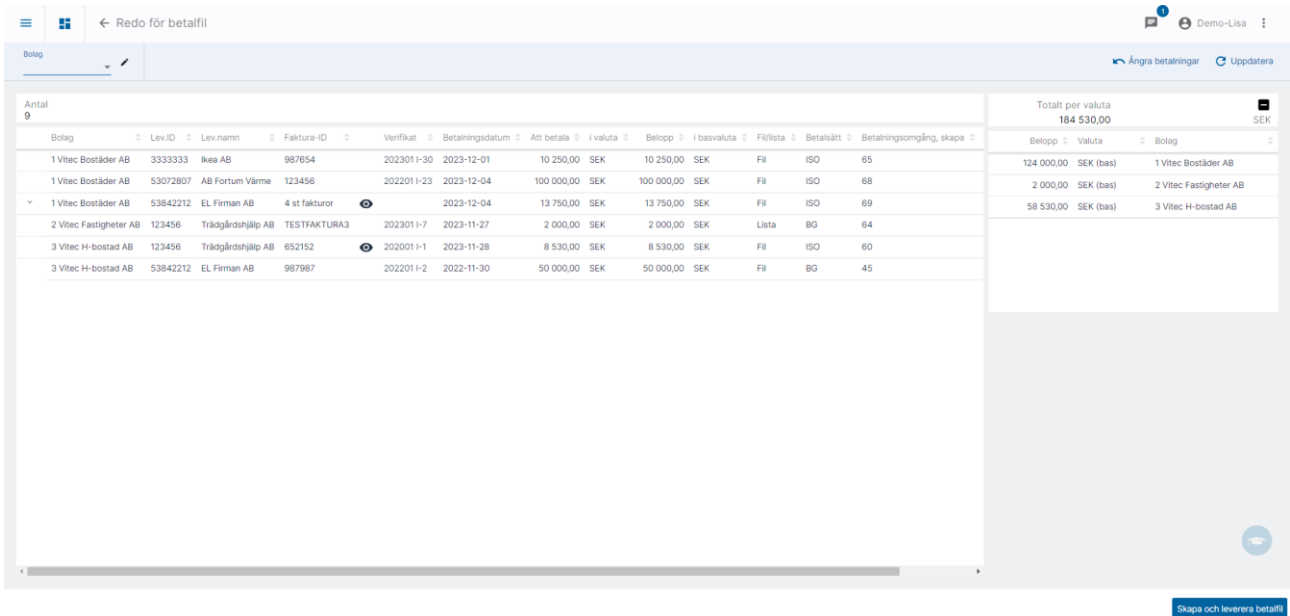 Redo för betalfil
1
Demo-Lisa
Bolag
Ångra betalningar Uppdatera
Antal
9
Bolag Lev.ID Lev.namn Faktura-ID Verifikat Betalningsdatum Att betala i valuta Belopp i basvaluta Fil/lista Betalsätt Betalningsomgång, skapa
1 Vitec Bostäder AB 3333333 Ikea AB 987654 202301 I-30 2023-12-01 10 250,00 SEK 10 250,00 SEK Fil ISO 65
1 Vitec Bostäder AB 53072807 AB Fortum Värme 123456 202201 I-23 2023-12-04 100 000,00 SEK 100 000,00 SEK Fil ISO 68
1 Vitec Bostäder AB 53842212 EL Firman AB 4 st fakturor 2023-12-04 13 750,00 SEK 13 750,00 SEK Fil ISO 69
2 Vitec Fastigheter AB 123456 Trädgårdshjälp AB TESTFAKTURA3 202301 I-7 2023-11-27 2 000,00 SEK 2 000,00 SEK Lista BG 64
3 Vitec H-bostad AB 123456 Trädgårdshjälp AB 652152 202001 I-1 2023-11-28 8 530,00 SEK 8 530,00 SEK Fil ISO 60
3 Vitec H-bostad AB 53842212 EL Firman AB 987987 202201 I-2 2022-11-30 50 000,00 SEK 50 000,00 SEK Fil BG 45
Totalt per valuta
184 530,00 SEK
Belopp Valuta Bolag
124 000,00 SEK (bas) 1 Vitec Bostäder AB
2 000,00 SEK (bas) 2 Vitec Fastigheter AB
58 530,00 SEK (bas) 3 Vitec H-bostad AB
Skapa och leverera betalfil